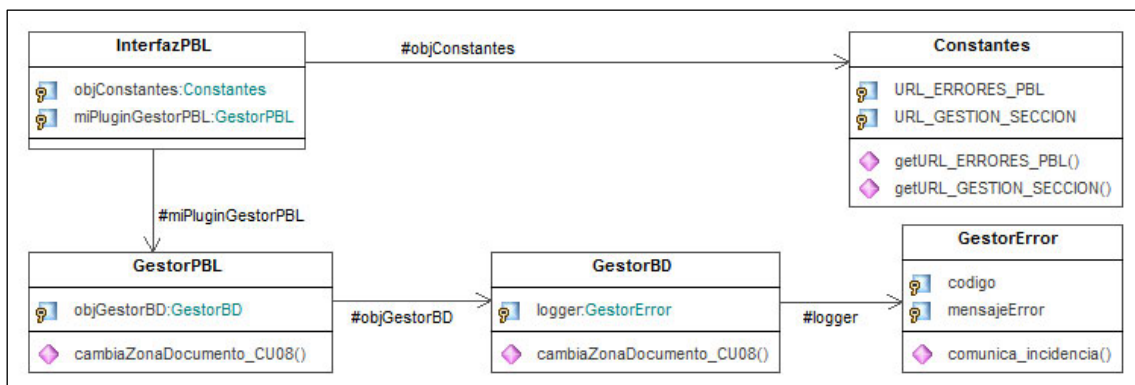 InterfazPBL
objConstantes:Constantes
miPluginGestorPBL:GestorPBL
#objConstantes
Constantes
URL_ERRORES_PBL
URL_GESTION_SECCION
getURL_ERRORES_PBL()
getURL_GESTION_SECCION()
#miPluginGestorPBL
GestorPBL
objGestorBD:GestorBD
cambiaZonaDocumento_CU08()
#objGestorBD
GestorBD
logger:GestorError
cambiaZonaDocumento_CU08()
#logger
GestorError
codigo
mensajeError
comunica_incidencia()